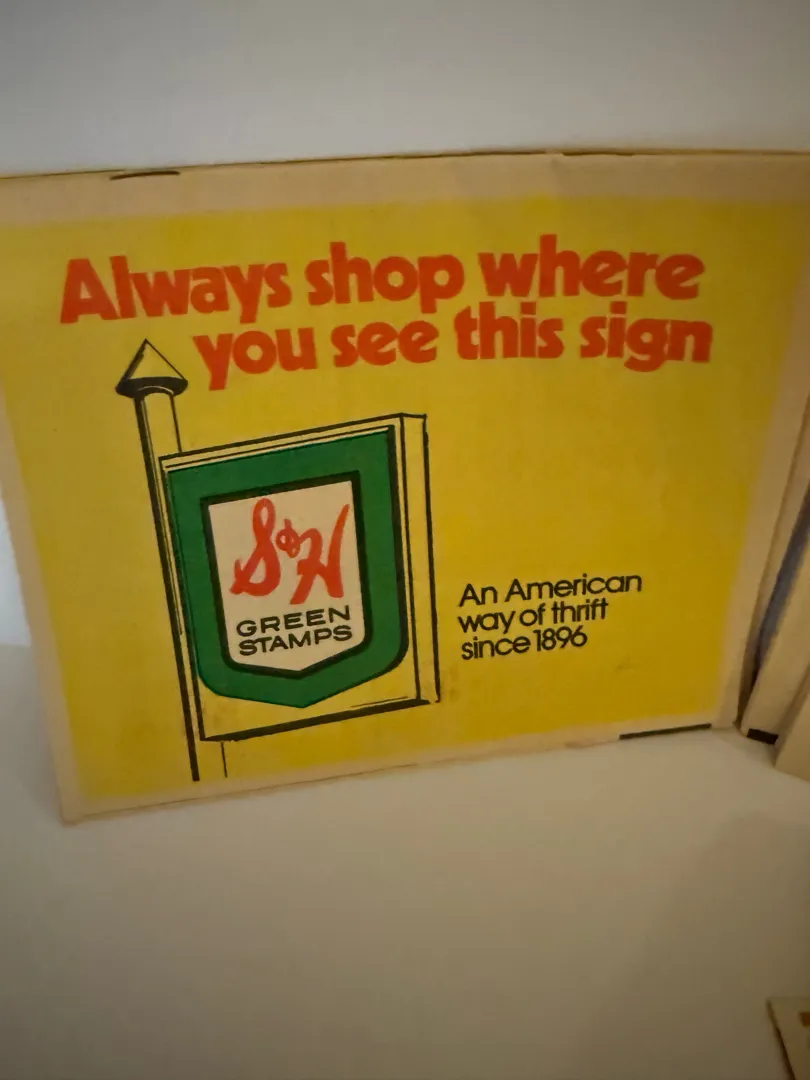 Always shop where
you see this sign
S&H
GREEN
STAMPS
An American
way of thrift
since 1896